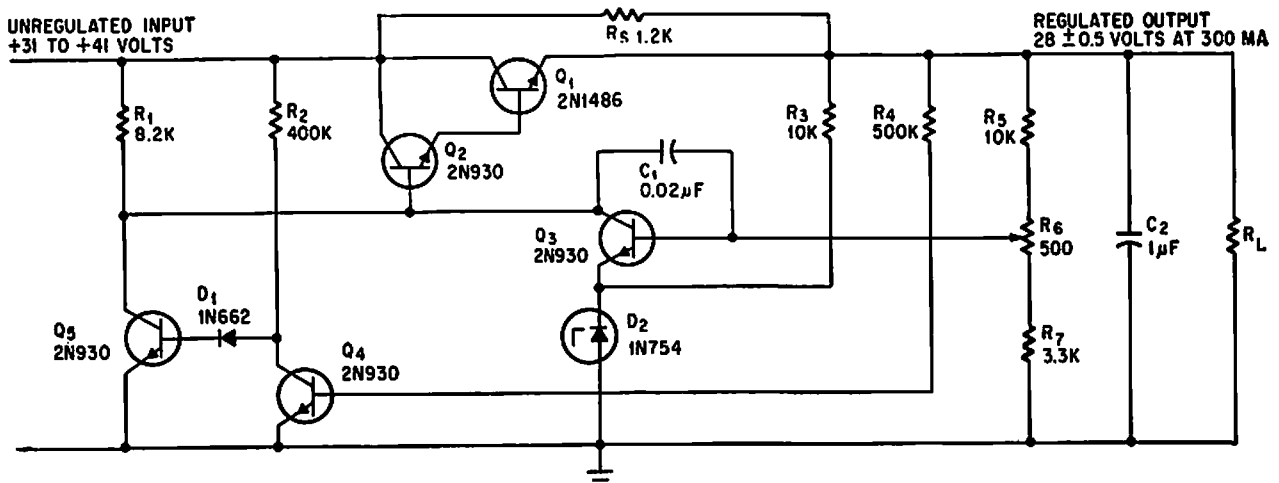 UNREGULATED INPUT
+31 TO +41 VOLTS
RS 1.2K
REGULATED OUTPUT
28 ±0.5 VOLTS AT 300 MA
Q1
2N1486
R1
8.2K
R2
400K
R3
10K
R4
500K
R5
10K
Q2
2N930
C1
0.02µF
Q3
2N930
R6
500
C2
1µF
RL
D1
1N662
D2
1N754
Q5
2N930
Q4
2N930
R7
3.3K